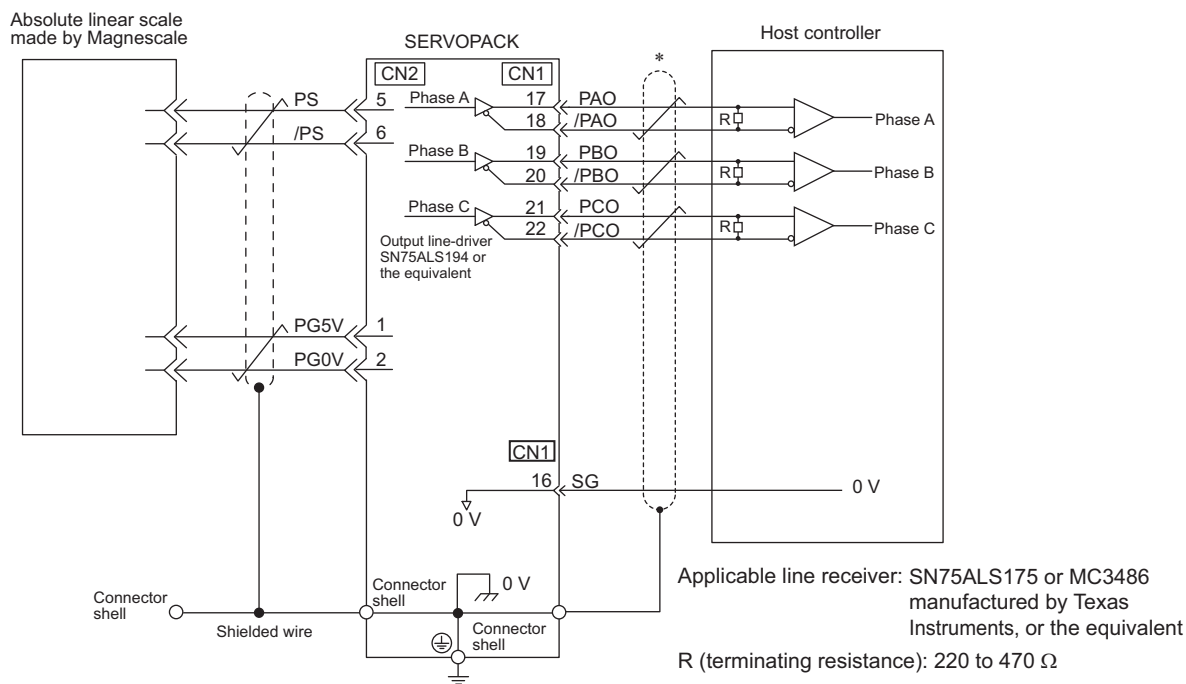 Absolute linear scale
made by Magnescale
SERVOPACK
Host controller
CN2
CN1
*
PS
5
Phase A
17
PAO
R
Phase A
18
/PAO
/PS
6
Phase B
19
PBO
R
Phase B
20
/PBO
Phase C
21
PCO
R
Phase C
22
/PCO
Output line-driver
SN75ALS194 or
the equivalent
PG5V
1
PG0V
2
CN1
16
SG
0 V
0 V
Connector
shell
Shielded wire
Connector
shell
0 V
Connector
shell
Applicable line receiver: SN75ALS175 or MC3486
manufactured by Texas
Instruments, or the equivalent
R (terminating resistance): 220 to 470 Ω